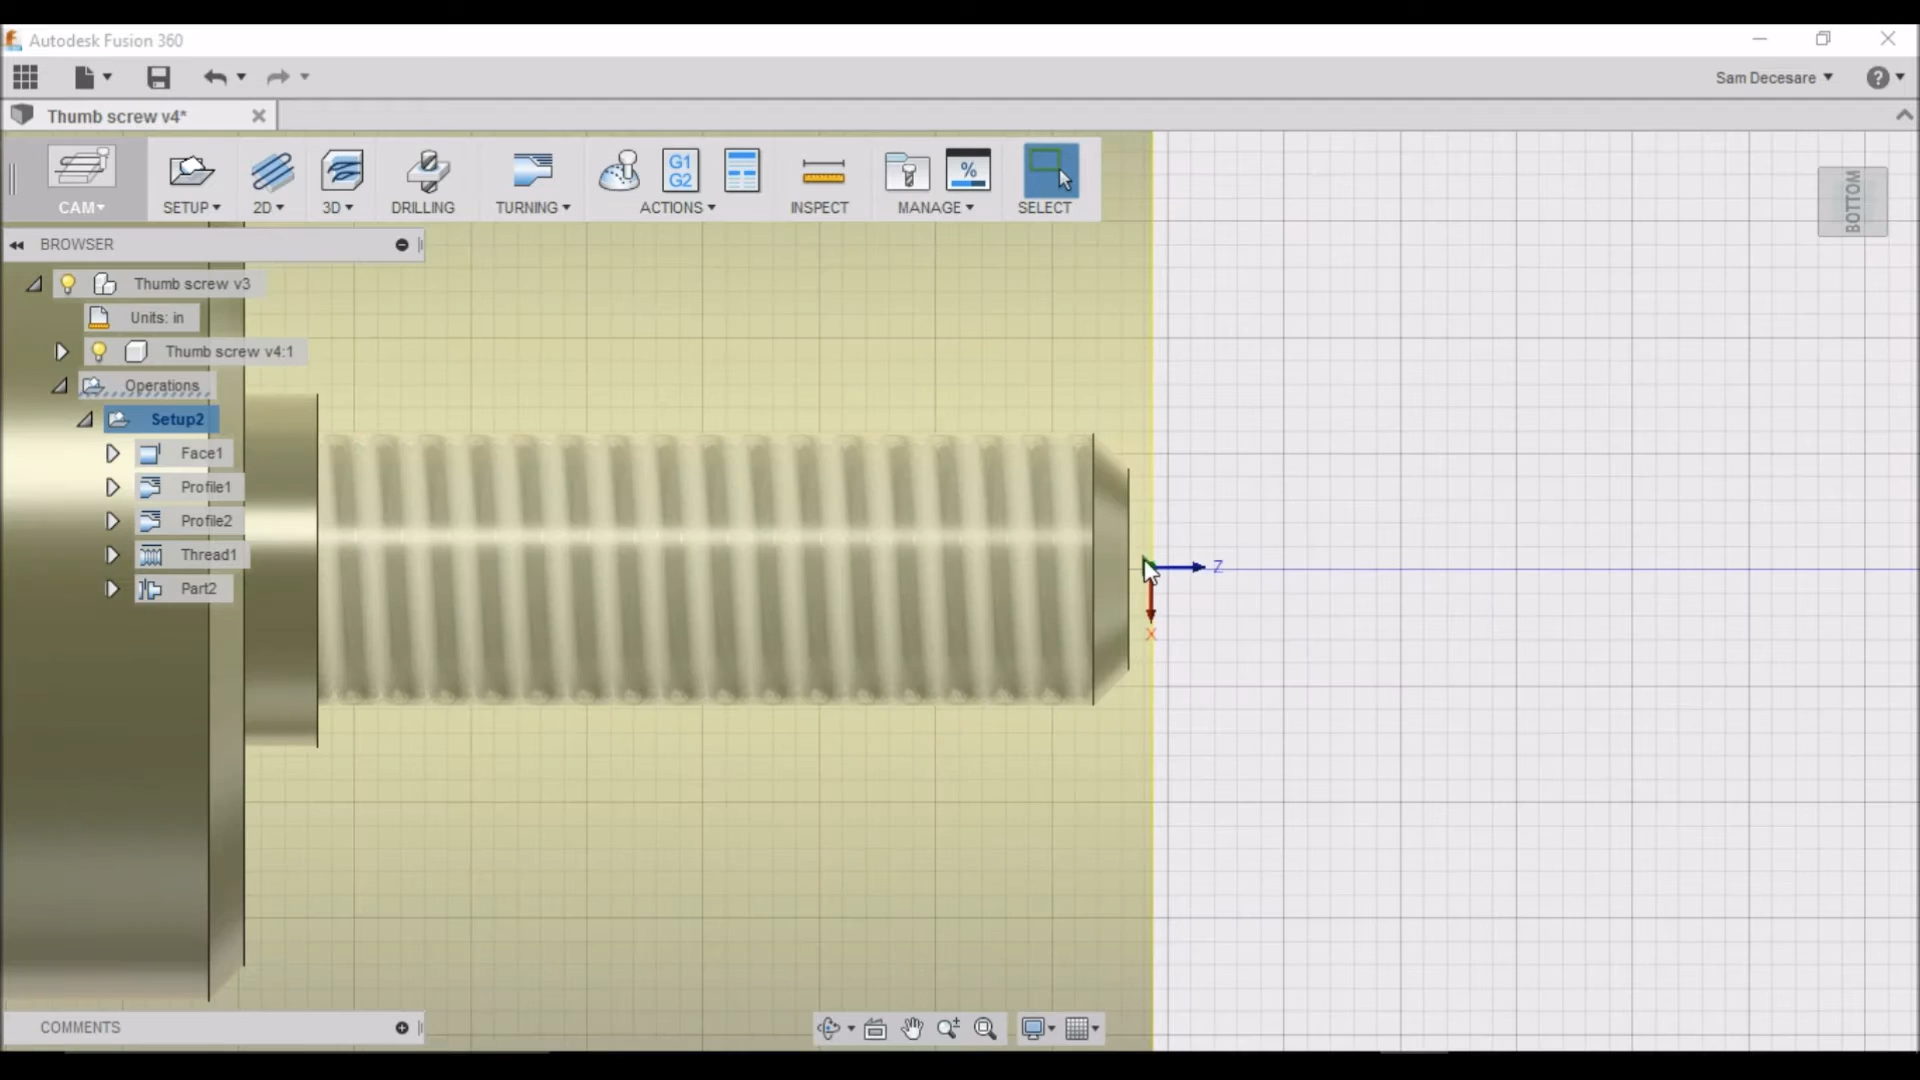 Autodesk Fusion 360
Sam Decesare
?
Thumb screw v4*
CAM
SETUP
2D
3D
DRILLING
TURNING
G1
G2
ACTIONS
INSPECT
%
MANAGE
SELECT
BOTTOM
BROWSER
Thumb screw v3
Units: in
Thumb screw v4:1
Operations
Setup2
Face1
Profile1
Profile2
Thread1
Part2
Z
X
COMMENTS